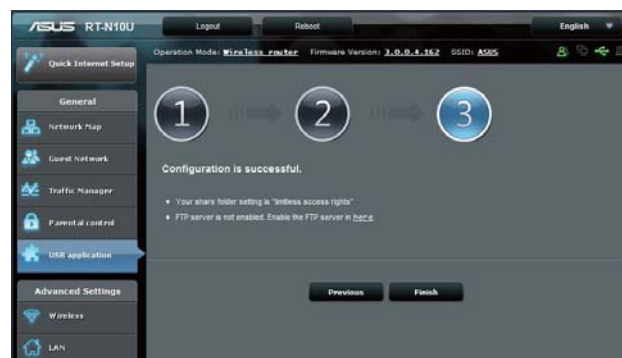 ASUS RT-N10U
Logout Reboot English
Operation Mode: Wireless router Firmware Version: 3.0.0.4.162 SSID: ASUS
Quick Internet Setup
General
Network Map
Guest Network
Traffic Manager
Parental control
USB application
Advanced Settings
Wireless
LAN
1 2 3
Configuration is successful.
• Your share folder setting is "limitless access rights"
• FTP server is not enabled. Enable the FTP server in here.
Previous Finish